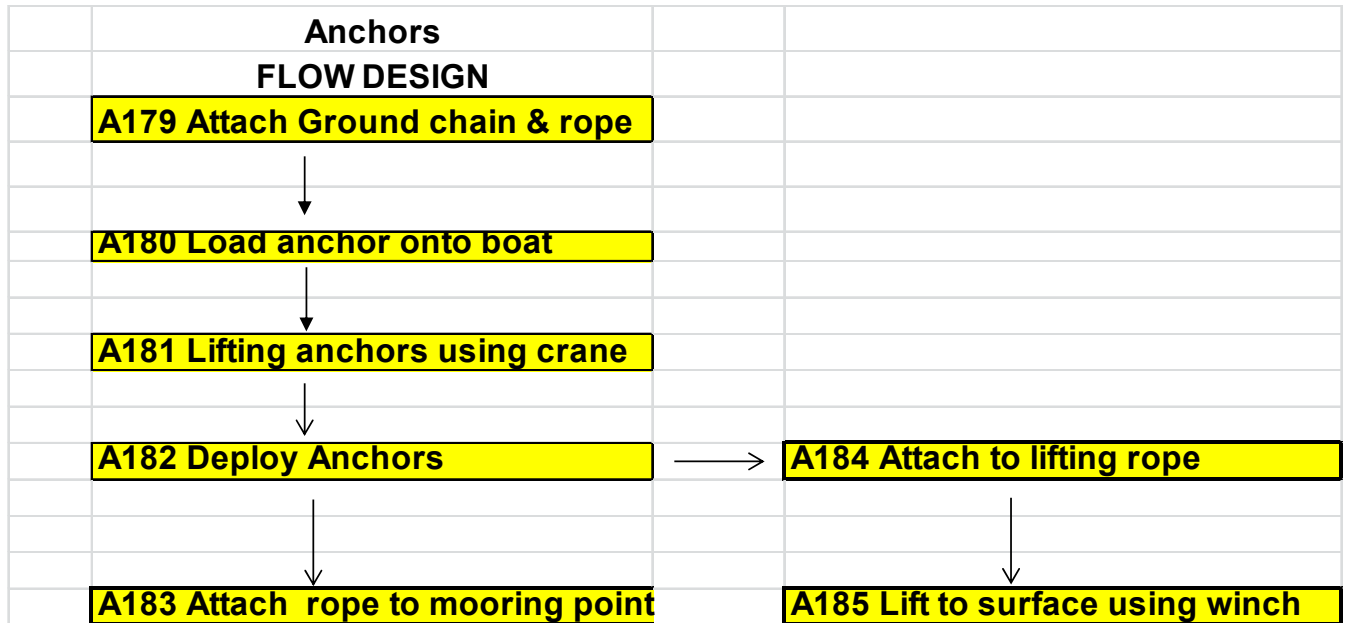 Anchors
FLOW DESIGN
A179 Attach Ground chain & rope
A180 Load anchor onto boat
A181 Lifting anchors using crane
A182 Deploy Anchors
A184 Attach to lifting rope
A183 Attach  rope to mooring point
A185 Lift to surface using winch